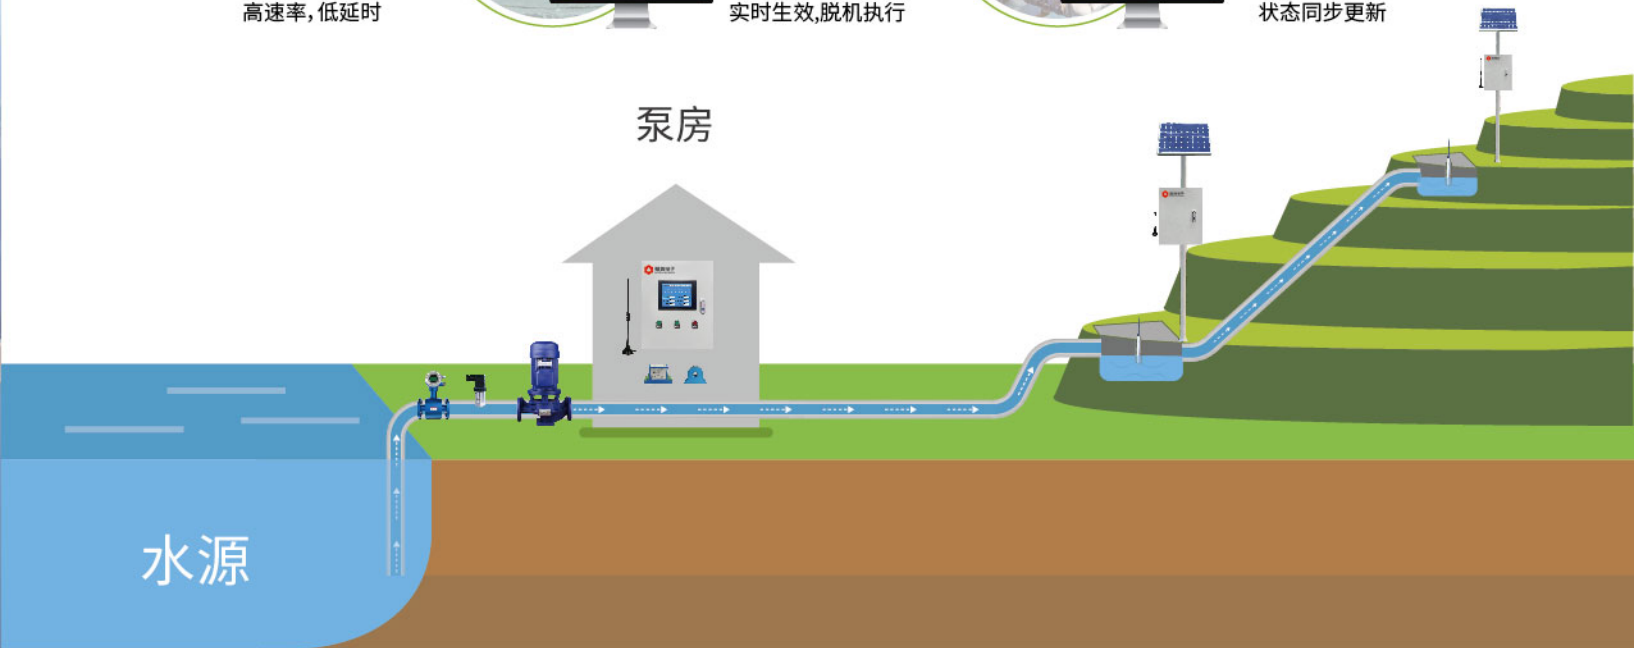 高速率,低延时
实时生效,脱机执行
状态同步更新
泵房
水源